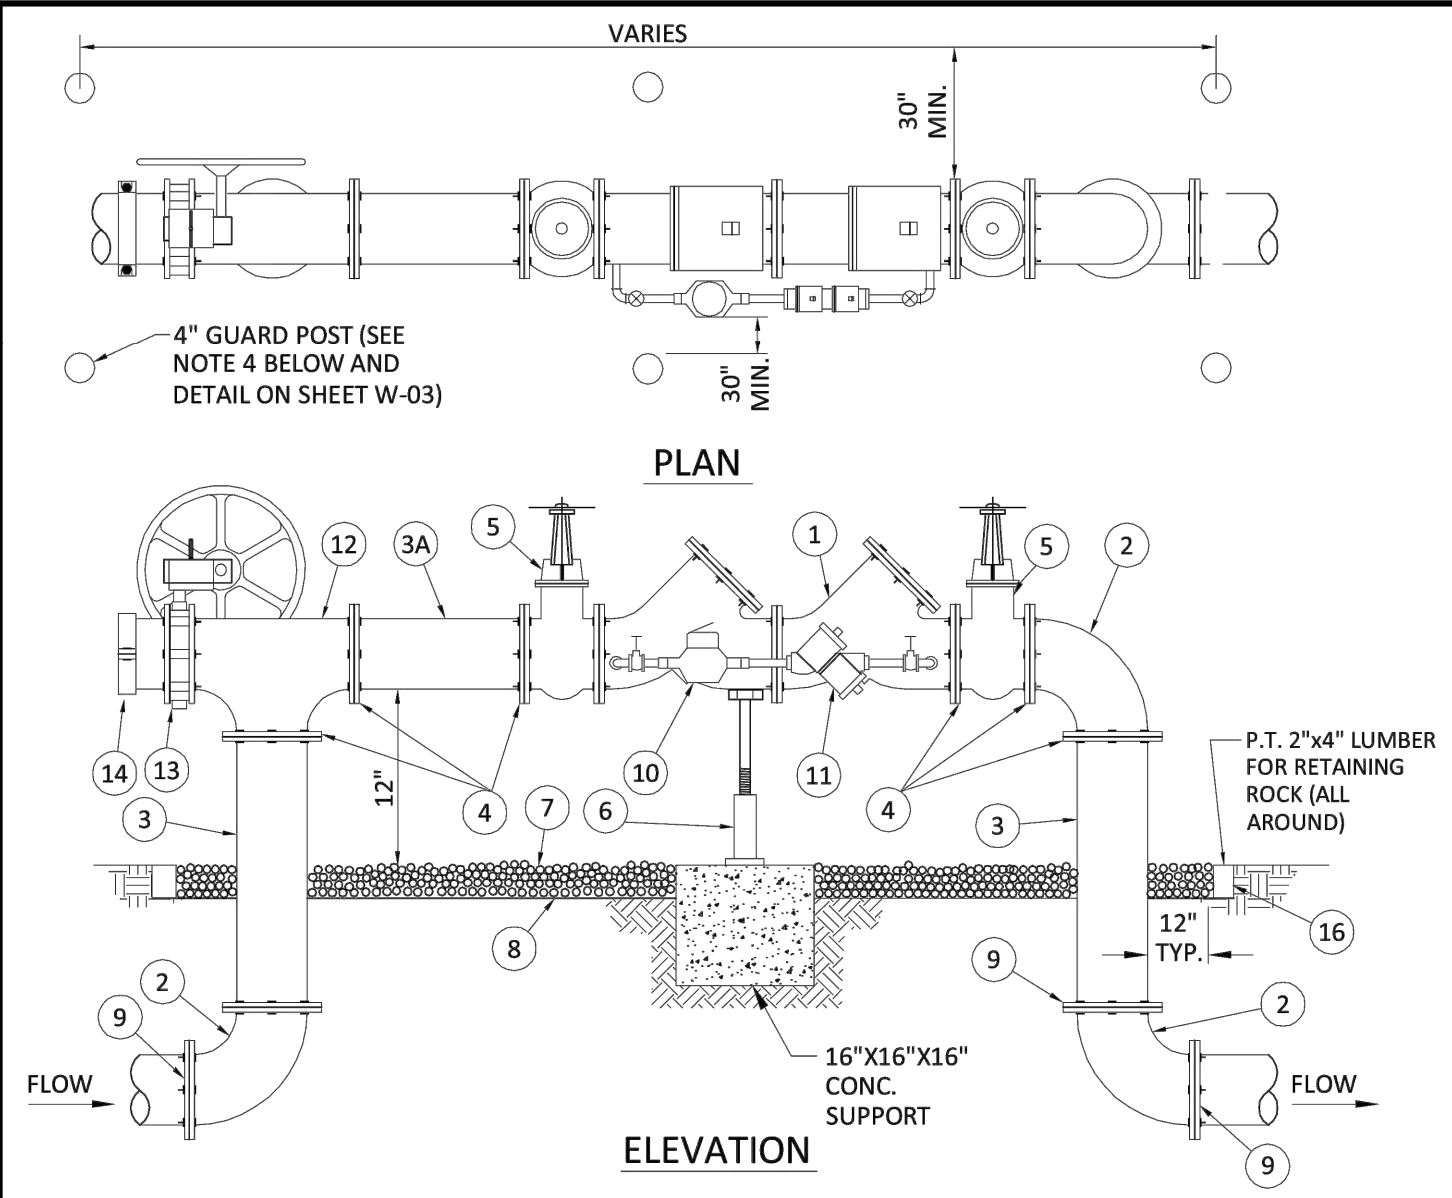 VARIES
30" MIN.
4" GUARD POST (SEE
NOTE 4 BELOW AND
DETAIL ON SHEET W-03)
30" MIN.
PLAN
12
3A
5
1
5
2
14
13
3
12"
4
7
10
6
11
4
3
P.T. 2"x4" LUMBER
FOR RETAINING
ROCK (ALL
AROUND)
8
12"
TYP.
16
2
9
9
2
FLOW
16"X16"X16"
CONC.
SUPPORT
FLOW
ELEVATION
9